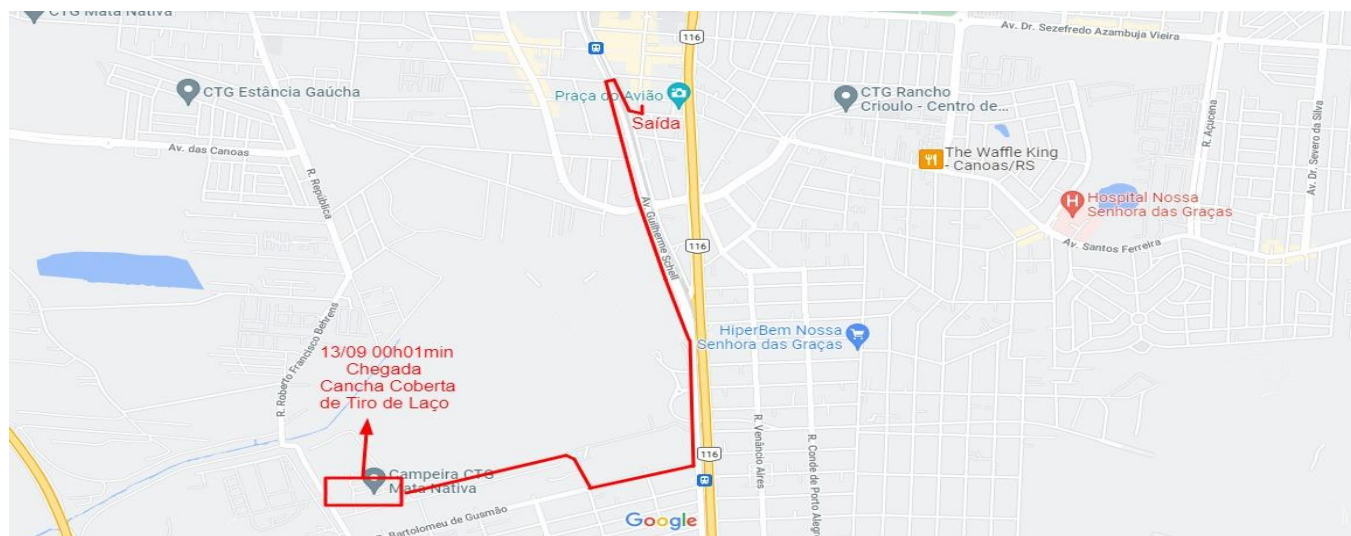 CTG Mata Nativa
116
Av. Dr. Sezefredo Azambuja Vieira
CTG Estância Gaúcha
Praça do Avião
Saída
CTG Rancho
Crioulo - Centro de...
R. Açucena
Av. Dr. Severo da Silva
Av. das Canoas
R. República
The Waffle King
- Canoas/RS
H
Hospital Nossa
Senhora das Graças
Av. Guilherme Schell
116
Av. Santos Ferreira
R. Roberto Francisco Behrens
HiperBem Nossa
Senhora das Graças
13/09 00h01min
Chegada
Cancha Coberta
de Tiro de Laço
R. Venâncio Aires
R. Conde de Porto Alegre
116
Campeira CTG
Mata Nativa
R. Bartolomeu de Gusmão
Google